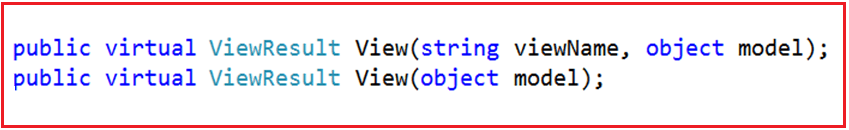 public virtual ViewResult View(string viewName, object model);
public virtual ViewResult View(object model);